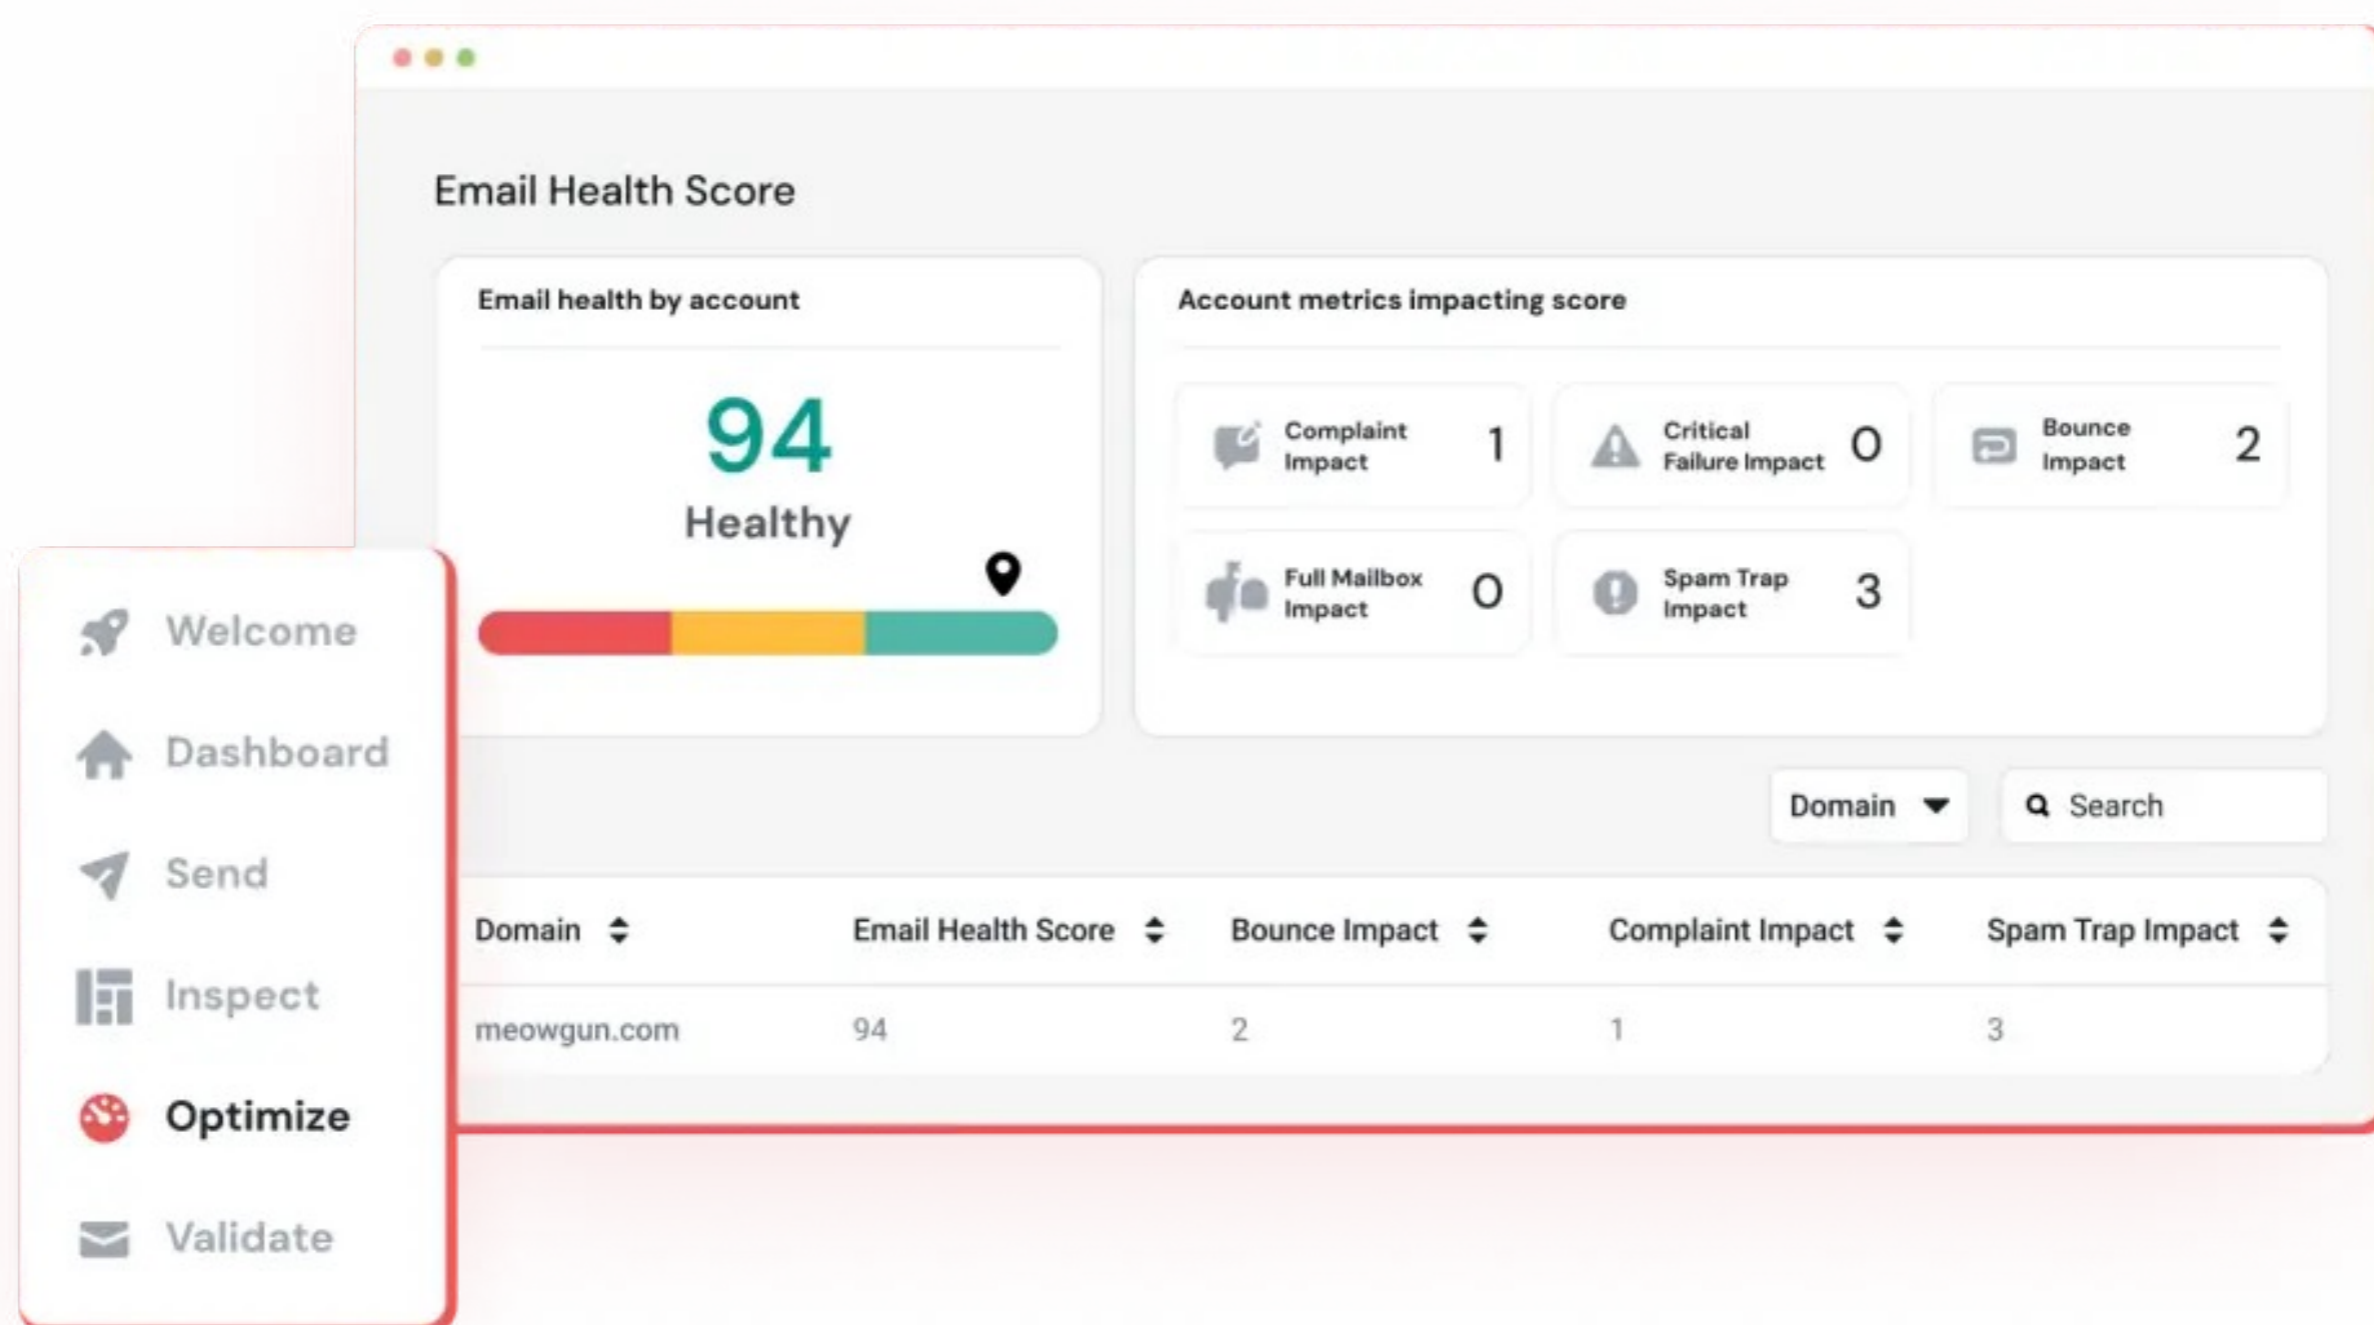 Email Health Score
Email health by account
94
Healthy
Account metrics impacting score
Complaint
Impact
1
Critical
Failure Impact
0
Bounce
Impact
2
Full Mailbox
Impact
0
Spam Trap
Impact
3
Welcome
Dashboard
Send
Inspect
Optimize
Validate
Domain
Search
Domain Email Health Score Bounce Impact Complaint Impact Spam Trap Impact
meowgun.com 94 2 1 3